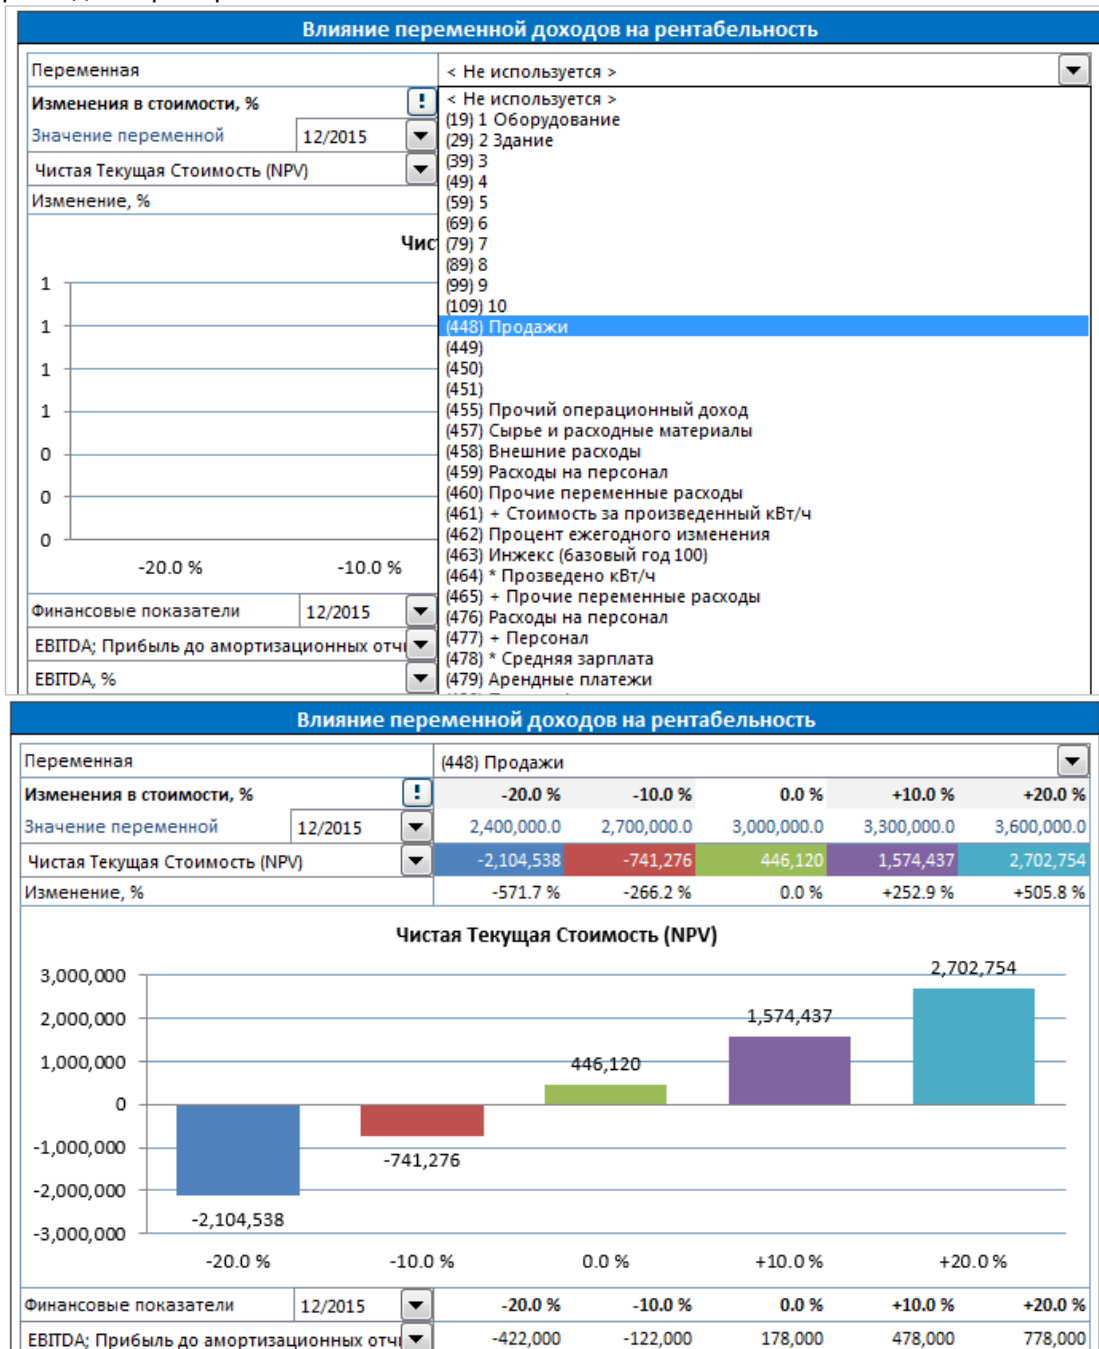 Влияние переменной доходов на рентабельность
Переменная < Не используется >
Изменения в стоимости, % ! < Не используется >
(19) 1 Оборудование
Значение переменной 12/2015 (29) 2 Здание
(39) 3
Чистая Текущая Стоимость (NPV) (49) 4
Изменение, % (59) 5
(69) 6
(79) 7
(89) 8
1 (99) 9
(109) 10
1 (448) Продажи
(449)
1 (450)
(451)
1 (455) Прочий операционный доход
(457) Сырье и расходные материалы
0 (458) Внешние расходы
(459) Расходы на персонал
0 (460) Прочие переменные расходы
(461) + Стоимость за произведенный кВт/ч
0 (462) Процент ежегодного изменения
(463) Инжекс (базовый год 100)
-20.0 % -10.0 % (464) * Прозведено кВт/ч
(465) + Прочие переменные расходы
Финансовые показатели 12/2015 (476) Расходы на персонал
(477) + Персонал
EBITDA; Прибыль до амортизационных отч (478) * Средняя зарплата
EBITDA, % (479) Арендные платежи
Влияние переменной доходов на рентабельность
Переменная (448) Продажи
Изменения в стоимости, % ! -20.0 % -10.0 % 0.0 % +10.0 % +20.0 %
Значение переменной 12/2015 2,400,000.0 2,700,000.0 3,000,000.0 3,300,000.0 3,600,000.0
Чистая Текущая Стоимость (NPV) -2,104,538 -741,276 446,120 1,574,437 2,702,754
Изменение, % -571.7 % -266.2 % 0.0 % +252.9 % +505.8 %
Чистая Текущая Стоимость (NPV)
3,000,000 2,702,754
2,000,000 1,574,437
1,000,000 446,120
0
-1,000,000 -741,276
-2,000,000 -2,104,538
-3,000,000
-20.0 % -10.0 % 0.0 % +10.0 % +20.0 %
Финансовые показатели 12/2015 -20.0 % -10.0 % 0.0 % +10.0 % +20.0 %
EBITDA; Прибыль до амортизационных отч -422,000 -122,000 178,000 478,000 778,000